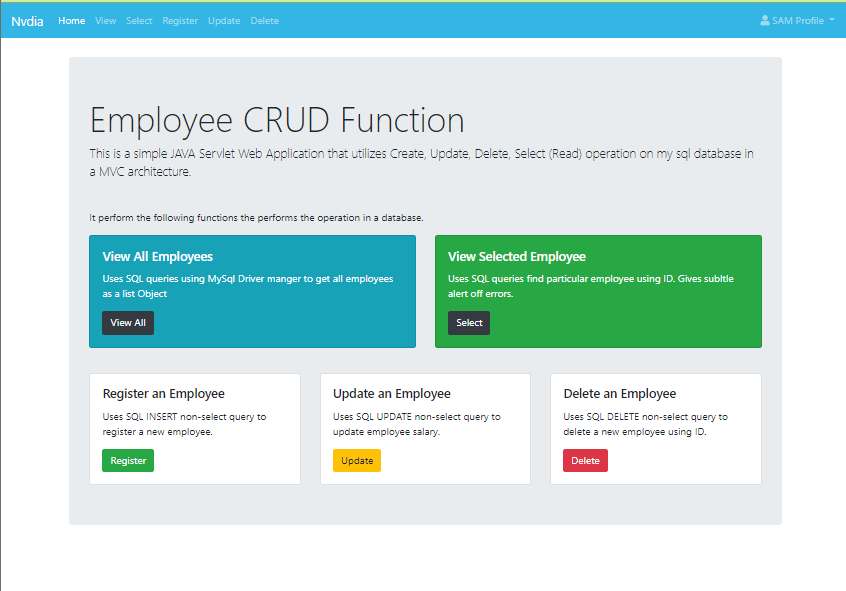 Nvdia Home View Select Register Update Delete SAM Profile
Employee CRUD Function
This is a simple JAVA Servlet Web Application that utilizes Create, Update, Delete, Select (Read) operation on my sql database in
a MVC architecture.
It perform the following functions the performs the operation in a database.
View All Employees
Uses SQL queries using MySql Driver manger to get all employees
as a list Object
View All
View Selected Employee
Uses SQL queries find particular employee using ID. Gives subltle
alert off errors.
Select
Register an Employee
Uses SQL INSERT non-select query to
register a new employee.
Register
Update an Employee
Uses SQL UPDATE non-select query to
update employee salary.
Update
Delete an Employee
Uses SQL DELETE non-select query to
delete a new employee using ID.
Delete